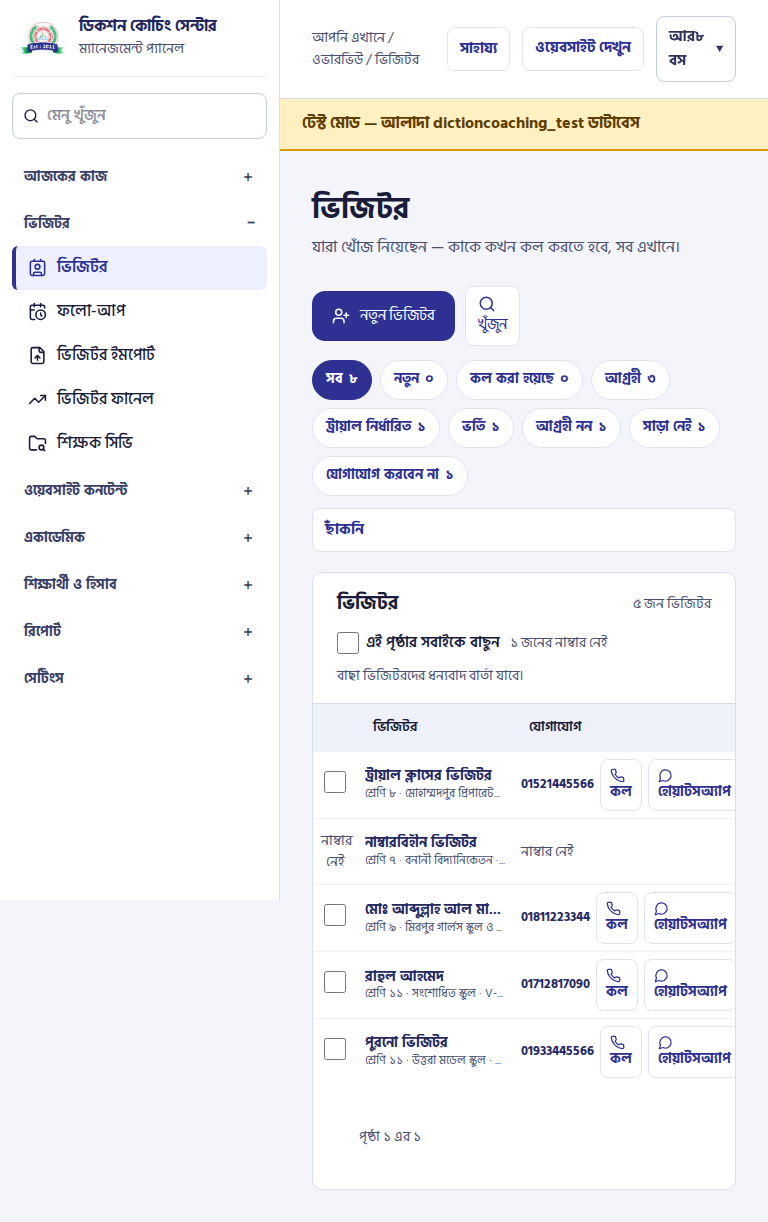 ডিকশন কোচিং সেন্টার
ম্যানেজমেন্ট প্যানেল
Est : 2011
মেনু খুঁজুন
আজকের কাজ +
ভিজিটর −
ভিজিটর
ফলো-আপ
ভিজিটর ইমপোর্ট
ভিজিটর ফানেল
শিক্ষক সিভি
ওয়েবসাইট কনটেন্ট +
একাডেমিক +
শিক্ষার্থী ও হিসাব +
রিপোর্ট +
সেটিংস +
আপনি এখানে /
ওভারভিউ / ভিজিটর
সাহায্য
ওয়েবসাইট দেখুন
আর৮
বস ▾
টেস্ট মোড — আলাদা dictioncoaching_test ডাটাবেস
ভিজিটর
যারা খোঁজ নিয়েছেন — কাকে কখন কল করতে হবে, সব এখানে।
নতুন ভিজিটর
খুঁজুন
সব ৮
নতুন ০
কল করা হয়েছে ০
আগ্রহী ৩
ট্রায়াল নির্ধারিত ১
ভর্তি ১
আগ্রহী নন ১
সাড়া নেই ১
যোগাযোগ করবেন না ১
ছাঁকনি
ভিজিটর
৫ জন ভিজিটর
এই পৃষ্ঠার সবাইকে বাছুন ১ জনের নাম্বার নেই
বাছা ভিজিটরদের ধন্যবাদ বার্তা যাবে।
ভিজিটর যোগাযোগ
ট্রায়াল ক্লাসের ভিজিটর
শ্রেণি ৮ · মোহাম্মদপুর প্রিপারেট...
01521445566
কল
হোয়াটসঅ্যাপ
নাম্বার
নেই
নাম্বারবিহীন ভিজিটর
শ্রেণি ৭ · বনানী বিদ্যানিকেতন ·...
নাম্বার নেই
মোঃ আব্দুল্লাহ আল মা...
শ্রেণি ৯ · মিরপুর গার্লস স্কুল ও ...
01811223344
কল
হোয়াটসঅ্যাপ
রাহুল আহমেদ
শ্রেণি ১১ · সংশোধিত স্কুল · V-...
01712817090
কল
হোয়াটসঅ্যাপ
পুরনো ভিজিটর
শ্রেণি ১১ · উত্তরা মডেল স্কুল · ...
01933445566
কল
হোয়াটসঅ্যাপ
পৃষ্ঠা ১ এর ১